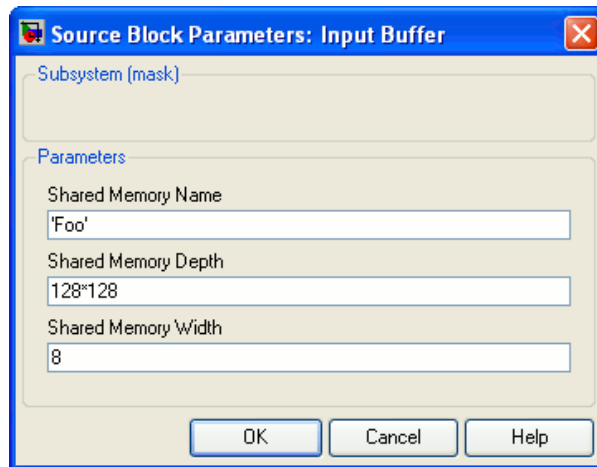 Source Block Parameters: Input Buffer
Subsystem (mask)
Parameters
Shared Memory Name
'Foo'
Shared Memory Depth
128*128
Shared Memory Width
8
OK Cancel Help